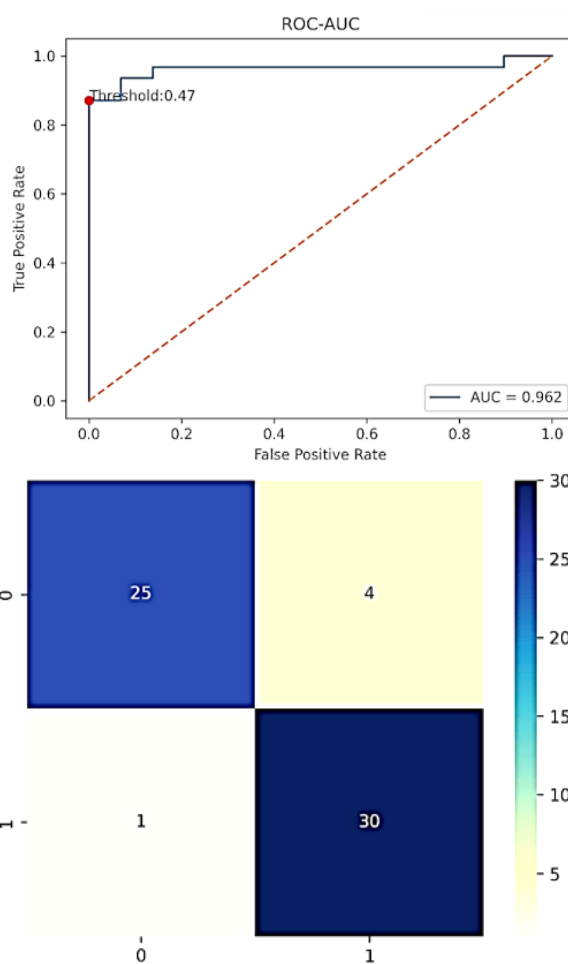 ROC-AUC
1.0
0.8
0.6
0.4
0.2
0.0
True Positive Rate
Threshold:0.47
AUC = 0.962
0.0 0.2 0.4 0.6 0.8 1.0
False Positive Rate
30
25
20
15
10
5
0 25 4
1 1 30
0 1